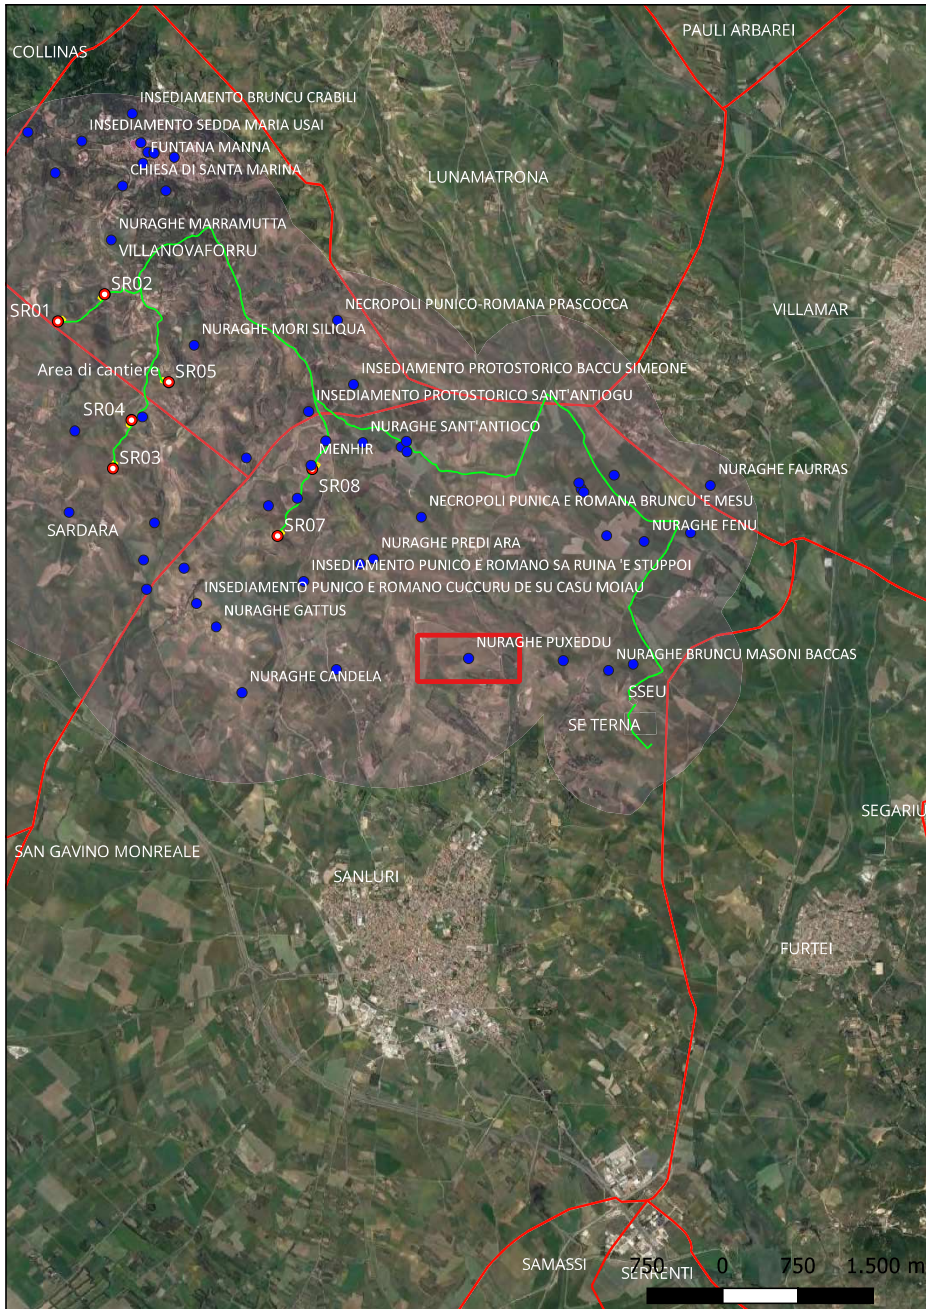 PAULI ARBAREI
COLLINAS
INSEDIAMENTO BRUNCU CRABILI
INSEDIAMENTO SEDDA MARIA USAI
FUNTANA MANNA
CHIESA DI SANTA MARINA
LUNAMATRONA
NURAGHE MARRAMUTTA
VILLANOVAFORRU
SR02
SR01
NECROPOLI PUNICO-ROMANA PRASCOCCA
VILLAMAR
NURAGHE MORI SILIQUA
Area di cantiere
SR05
INSEDIAMENTO PROTOSTORICO BACCU SIMEONE
INSEDIAMENTO PROTOSTORICO SANT'ANTIOGU
SR04
NURAGHE SANT'ANTIOCO
MENHIR
SR03
SR08
NURAGHE FAURRAS
NECROPOLI PUNICA E ROMANA BRUNCU 'E MESU
SARDARA
SR07
NURAGHE FENU
NURAGHE PREDI ARA
INSEDIAMENTO PUNICO E ROMANO SA RUINA 'E STUPPOI
INSEDIAMENTO PUNICO E ROMANO CUCCURU DE SU CASU MOIAU
NURAGHE GATTUS
NURAGHE PUXEDDU
NURAGHE BRUNCU MASONI BACCAS
NURAGHE CANDELA
SSEU
SE TERNA
SEGARIU
SAN GAVINO MONREALE
SANLURI
FURTEI
SAMASSI
SERRENTI
750 0 750 1.500 m